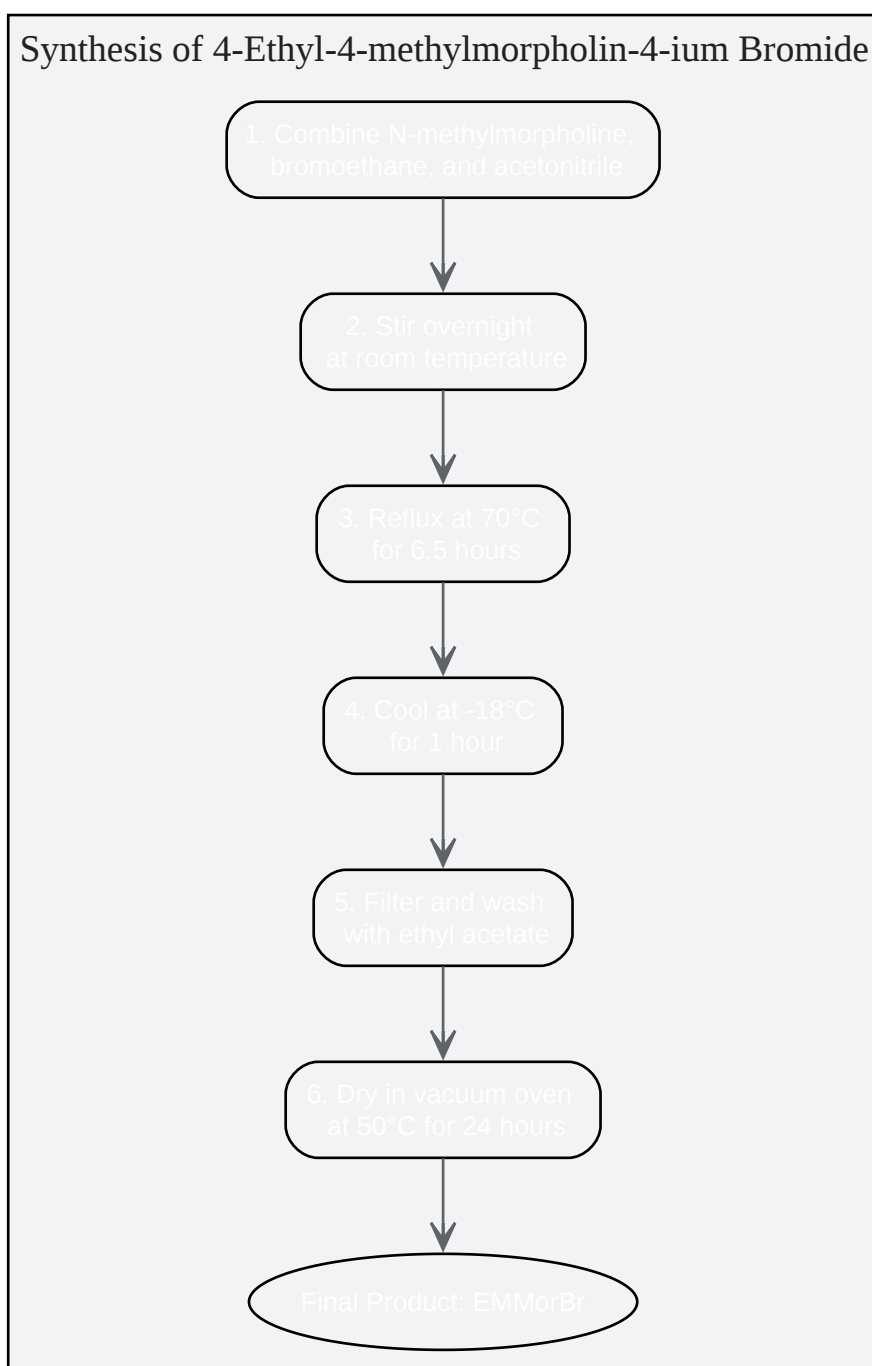 Synthesis of 4-Ethyl-4-methylmorpholin-4-ium Bromide
1. Combine N-methylmorpholine,
bromoethane, and acetonitrile
2. Stir overnight
at room temperature
3. Reflux at 70°C
for 6.5 hours
4. Cool at -18°C
for 1 hour
5. Filter and wash
with ethyl acetate
6. Dry in vacuum oven
at 50°C for 24 hours
Final Product: EMMorBr